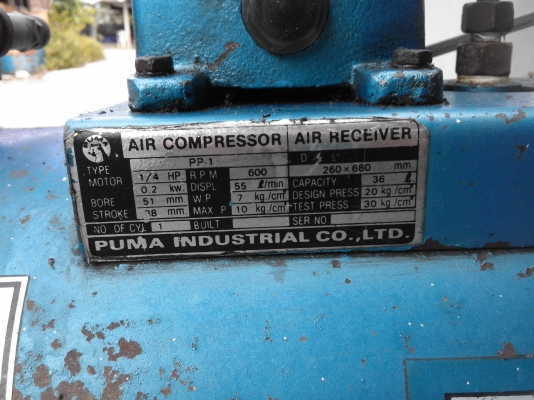 AIR COMPRESSOR AIR RECEIVER
TYPE PP-1
MOTOR 1/4 HP RPM 600 260×680 mm
0.2 kw. DISPL 55 ℓ/min CAPACITY 36 ℓ
BORE 51 mm W P 7 kg/cm² DESIGN PRESS 20 kg/cm²
STROKE 38 mm MAX P 10 kg/cm² TEST PRESS 30 kg/cm²
NO OF CYL 1 BUILT SER NO
PUMA INDUSTRIAL CO.,LTD.